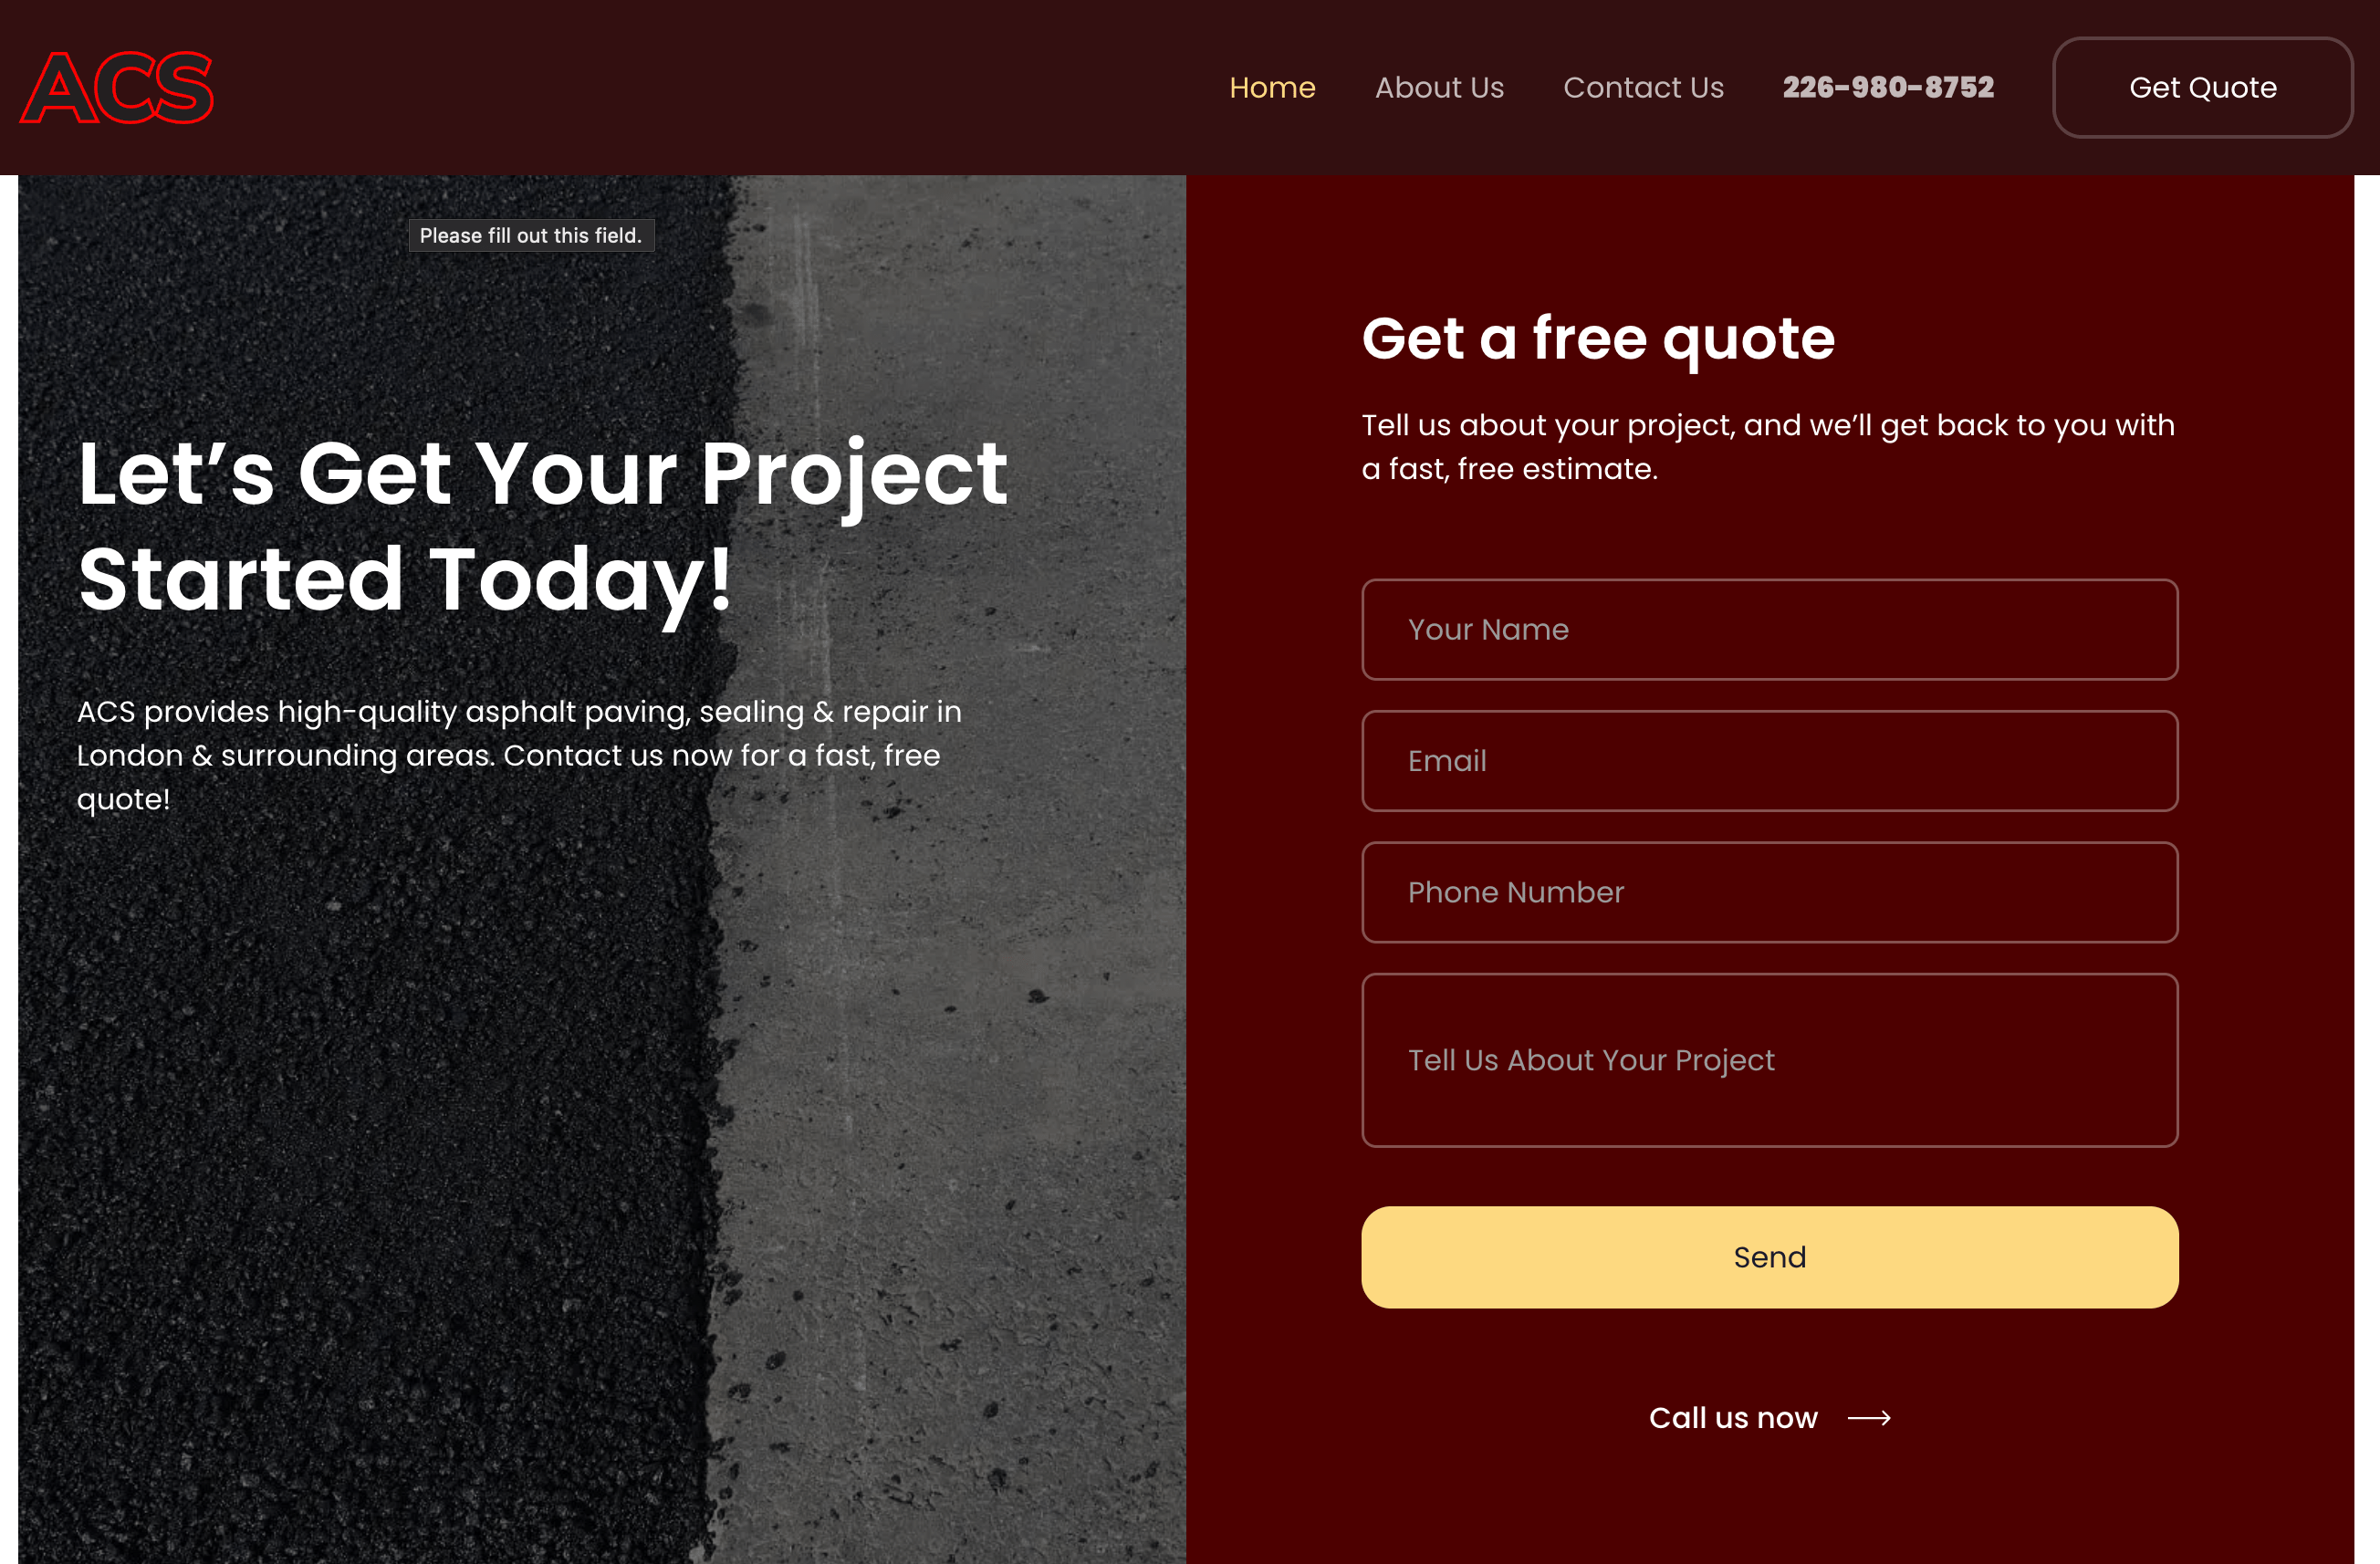 ACS
Home
About Us
Contact Us
226-980-8752
Get Quote
Please fill out this field.
Let’s Get Your Project
Started Today!
ACS provides high-quality asphalt paving, sealing & repair in
London & surrounding areas. Contact us now for a fast, free
quote!
Get a free quote
Tell us about your project, and we’ll get back to you with
a fast, free estimate.
Your Name
Email
Phone Number
Tell Us About Your Project
Send
Call us now